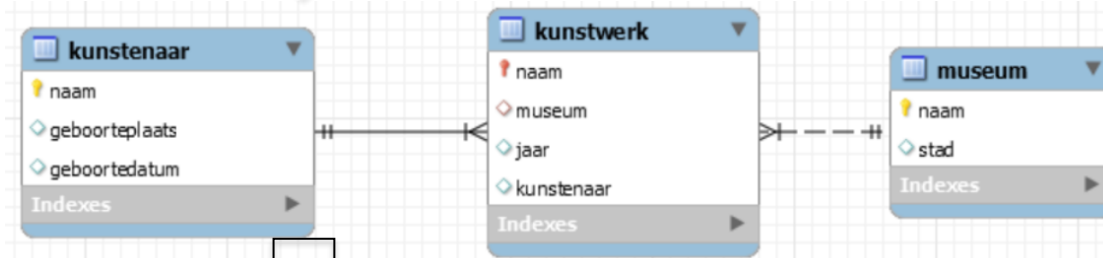 kunstenaar
naam
geboorteplaats
geboortedatum
Indexes
kunstwerk
naam
museum
jaar
kunstenaar
Indexes
museum
naam
stad
Indexes